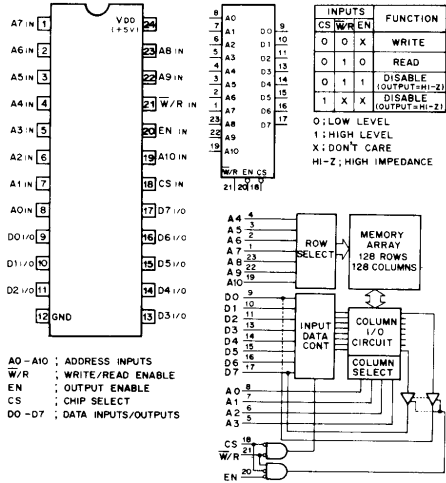 A7 IN 1
A6 IN 2
A5 IN 3
A4 IN 4
A3 IN 5
A2 IN 6
A1 IN 7
A0 IN 8
D0 I/O 9
D1 I/O 10
D2 I/O 11
12 GND
VDD 24
(+5V)
23 A8 IN
22 A9 IN
21 W̅/R IN
20 EN IN
19 A10 IN
18 CS IN
17 D7 I/O
16 D6 I/O
15 D5 I/O
14 D4 I/O
13 D3 I/O
A0-A10 ; ADDRESS INPUTS
W̅/R ; WRITE/READ ENABLE
EN ; OUTPUT ENABLE
CS ; CHIP SELECT
D0-D7 ; DATA INPUTS/OUTPUTS
8 A0
7 A1
6 A2
5 A3
4 A4
3 A5
2 A6
1 A7
23 A8
22 A9
19 A10
D0 9
D1 10
D2 11
D3 13
D4 14
D5 15
D6 16
D7 17
W̅/R EN CS
21 20 18
INPUTS FUNCTION
CS W̅/R EN
0 0 X WRITE
0 1 0 READ
0 1 1 DISABLE
(OUTPUT=HI-Z)
1 X X DISABLE
(OUTPUT=HI-Z)
0 ; LOW LEVEL
1 ; HIGH LEVEL
X ; DON'T CARE
HI-Z ; HIGH IMPEDANCE
A4 4
A5 3
A6 2
A7 1
A8 23
A9 22
A10 19
ROW
SELECT
MEMORY
ARRAY
128 ROWS
128 COLUMNS
D0 9
D1 10
D2 11
D3 13
D4 14
D5 15
D6 16
D7 17
INPUT
DATA
CONT
COLUMN
I/O
CIRCUIT
COLUMN
SELECT
A0 8
A1 7
A2 6
A3 5
CS 18
W̅/R 21
EN 20